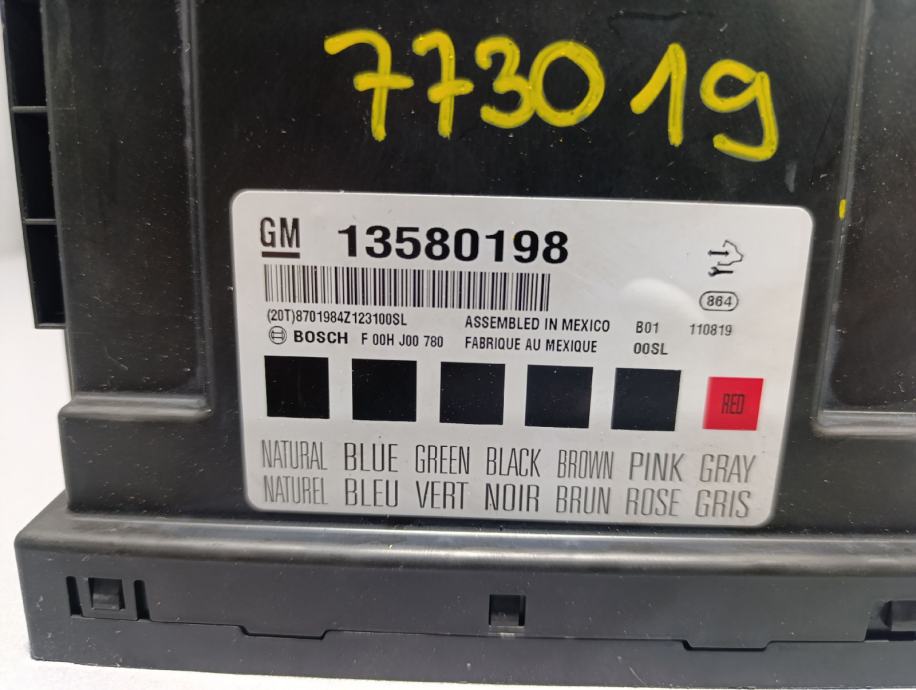 773019
GM 13580198
864
(20T)8701984Z123100SL ASSEMBLED IN MEXICO B01 110819
BOSCH F 00H J00 780 FABRIQUE AU MEXIQUE 00SL
RED
NATURAL BLUE GREEN BLACK BROWN PINK GRAY
NATUREL BLEU VERT NOIR BRUN ROSE GRIS